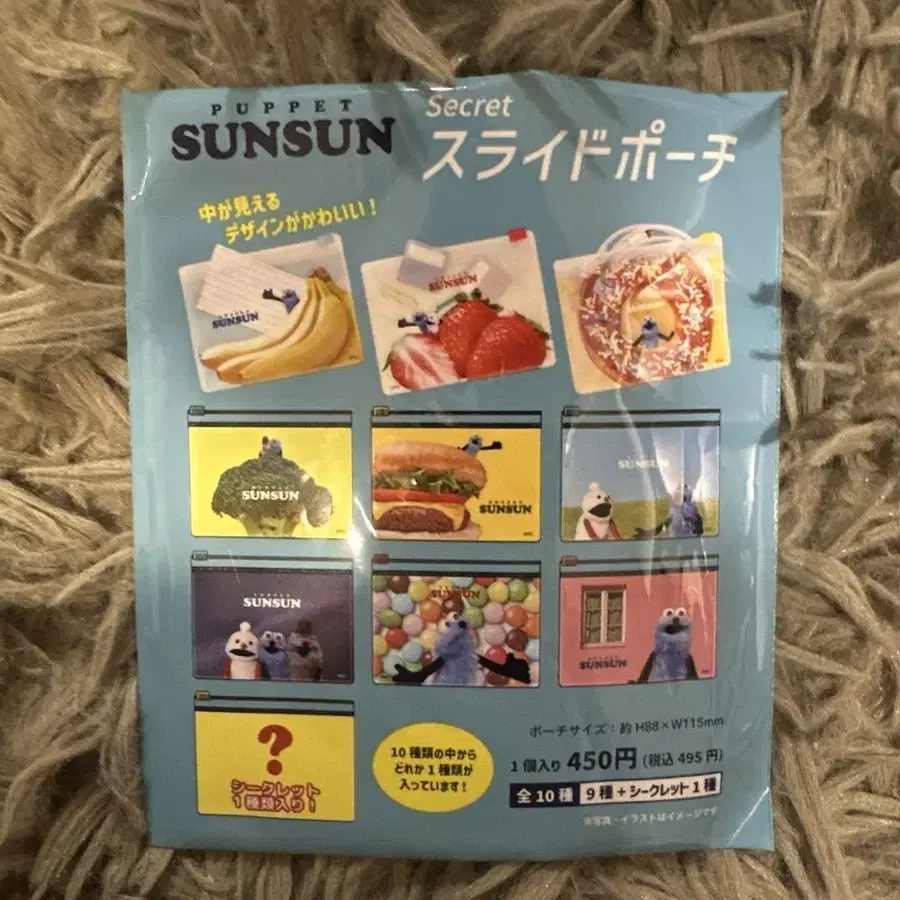 PUPPET
SUNSUN
Secret
スライドポーチ
中が見える
デザインがかわいい!
SUNSUN
SUNSUN
SUNSUN
SUNSUN
SUNSUN
SUNSUN
SUNSUN
SUNSUN
?
シークレット
1種類入り!
10種類の中から
どれか1種類が
入っています!
ポーチサイズ:約H88×W115mm
1個入り 450円(税込495円)
全10種 9種+シークレット1種
※写真・イラストはイメージです